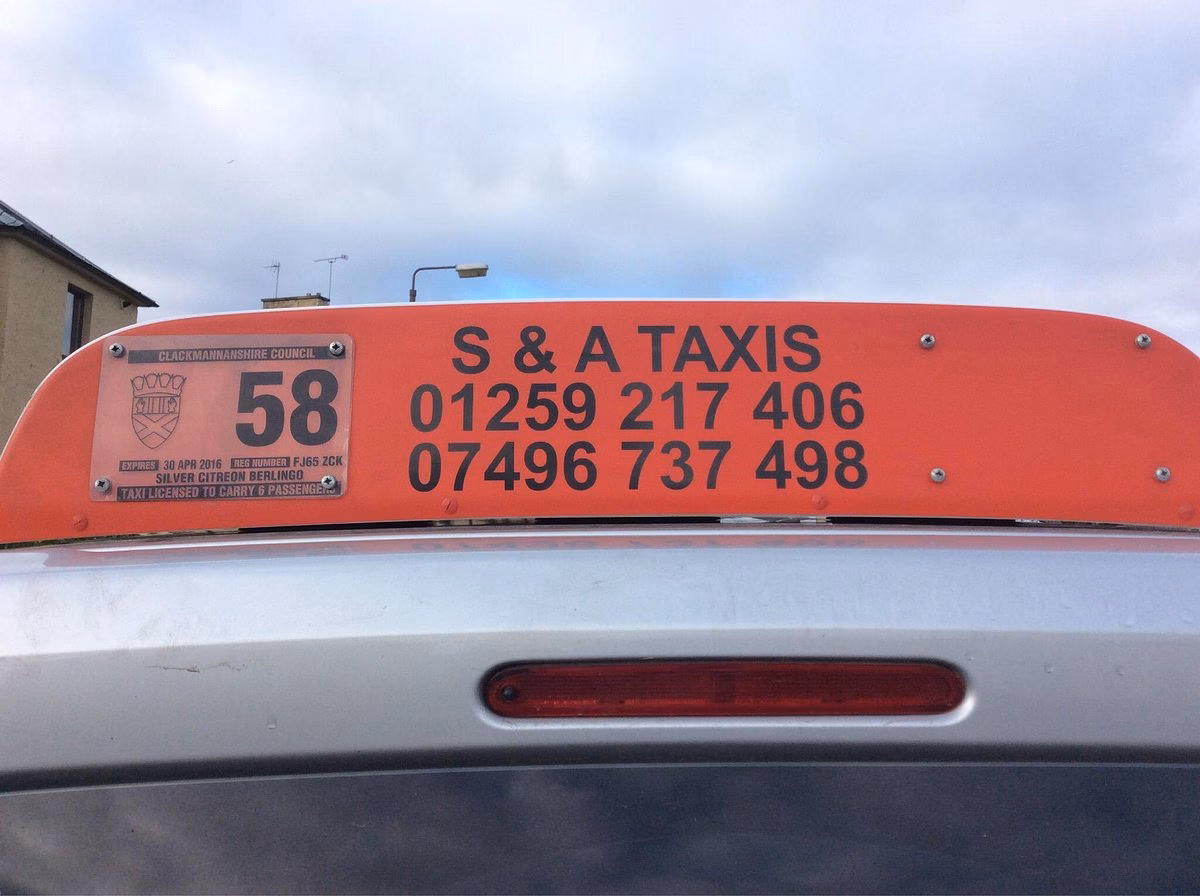 CLACKMANNANSHIRE COUNCIL
58
EXPIRES 30 APR 2016 REG NUMBER FJ65 ZCK
SILVER CITREON BERLINGO
TAXI LICENSED TO CARRY 6 PASSENGERS
S & A TAXIS
01259 217 406
07496 737 498